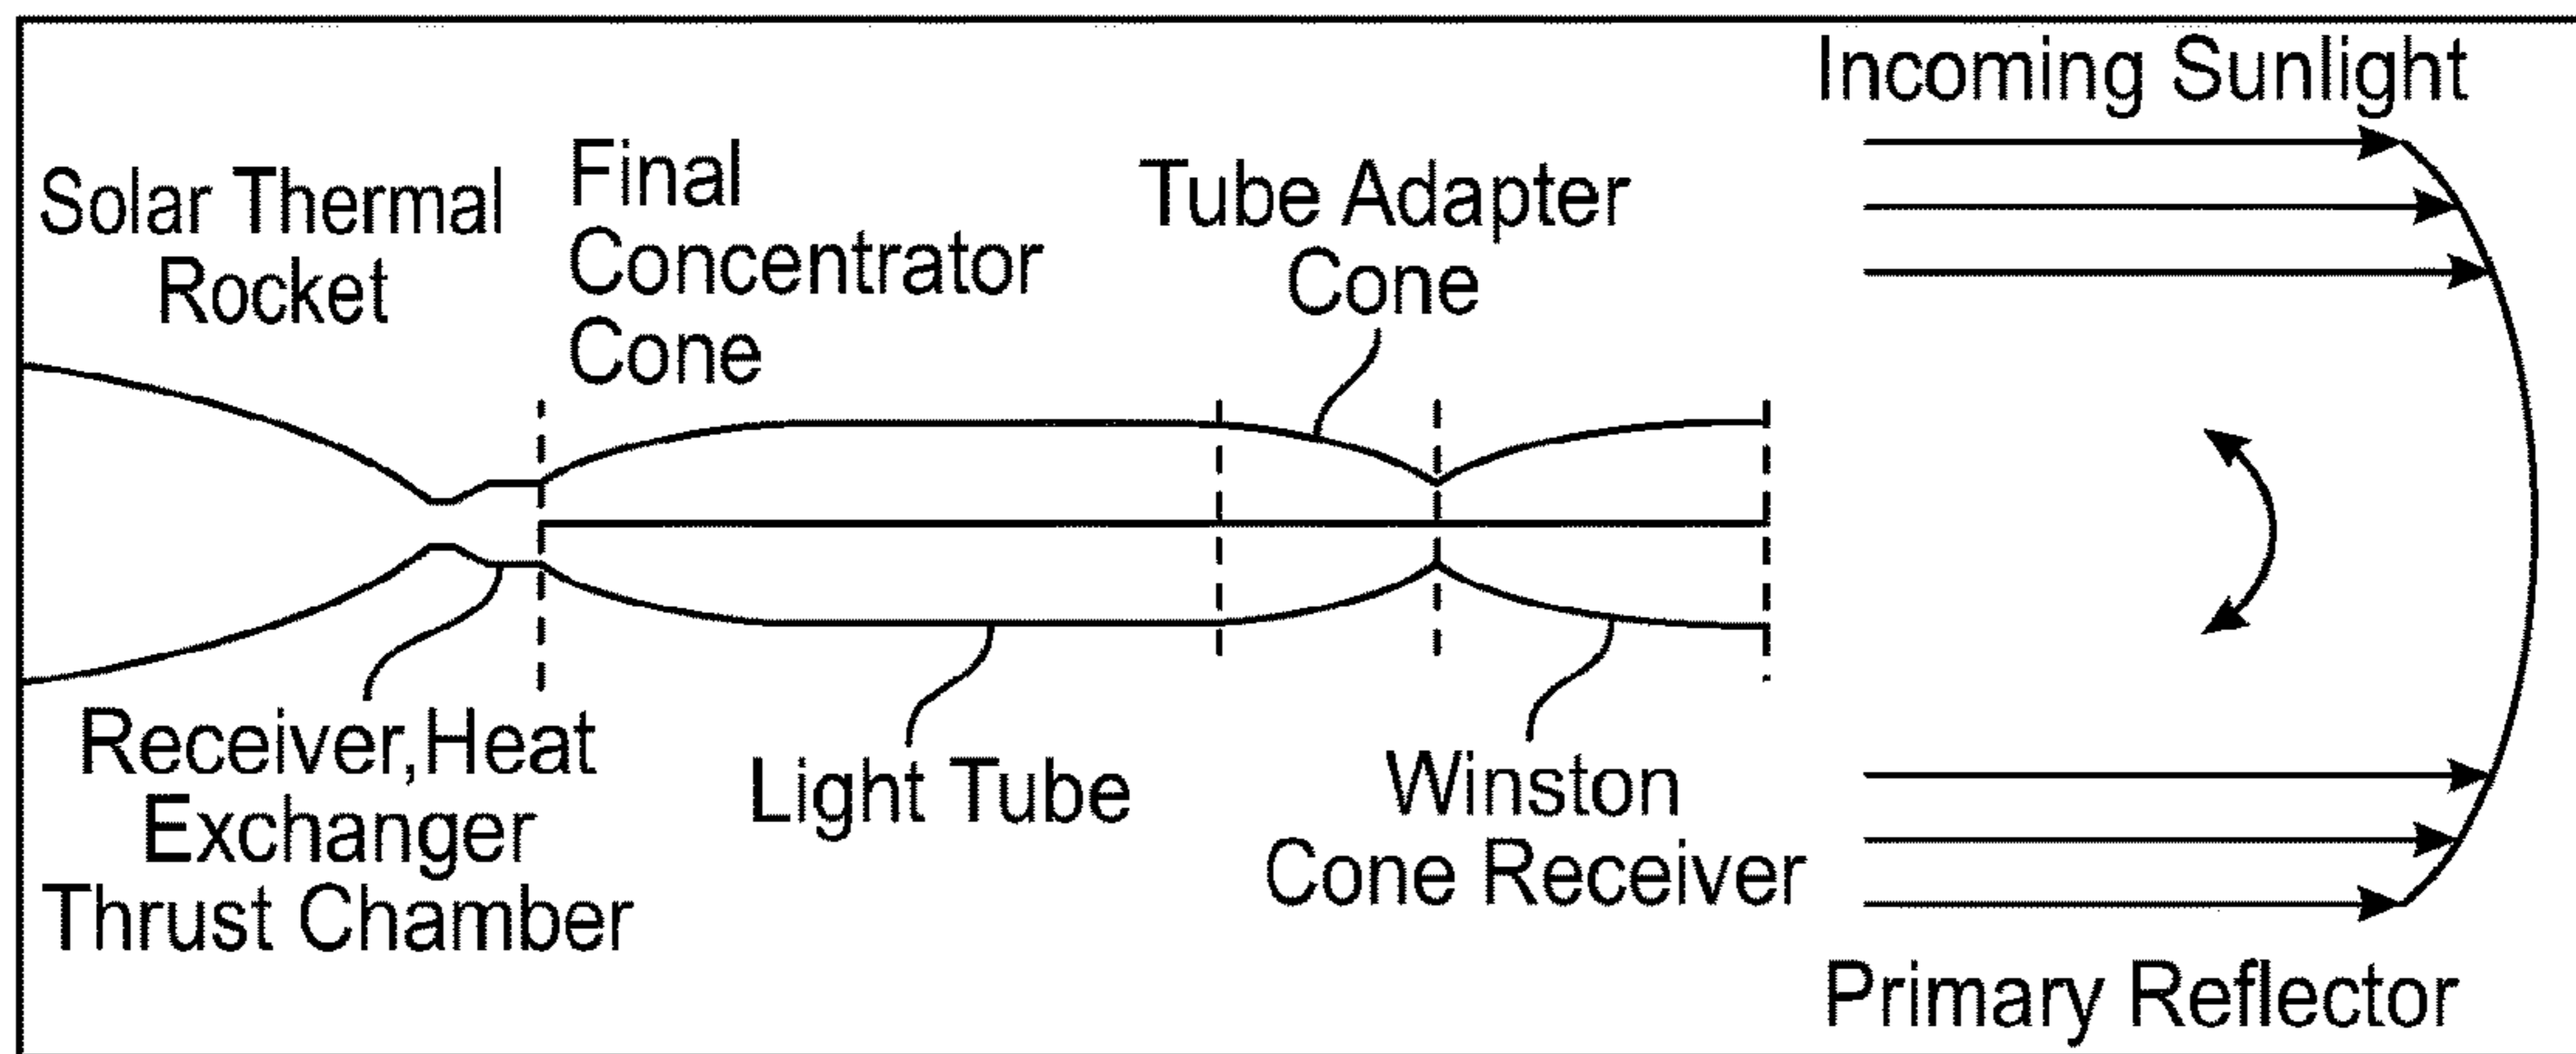 Incoming Sunlight
Solar Thermal
Rocket
Final
Concentrator
Cone
Tube Adapter
Cone
Receiver,Heat
Exchanger
Thrust Chamber
Light Tube
Winston
Cone Receiver
Primary Reflector